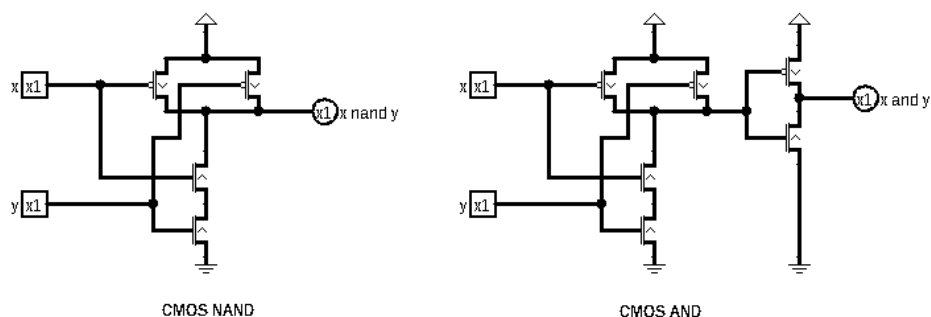 x x1
x1 x nand y
y x1
CMOS NAND
x x1
x1 x and y
y x1
CMOS AND